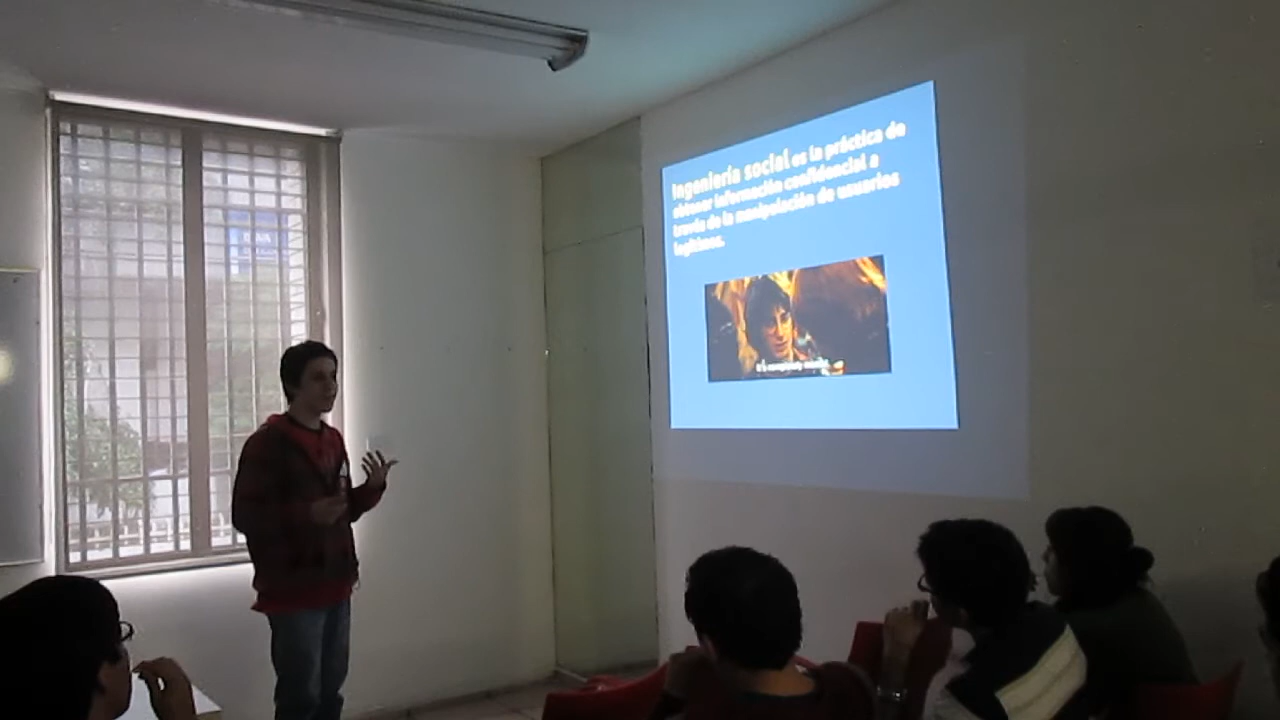 Ingeniería social es la práctica de
obtener información confidencial a
través de la manipulación de usuarios
legítimos.